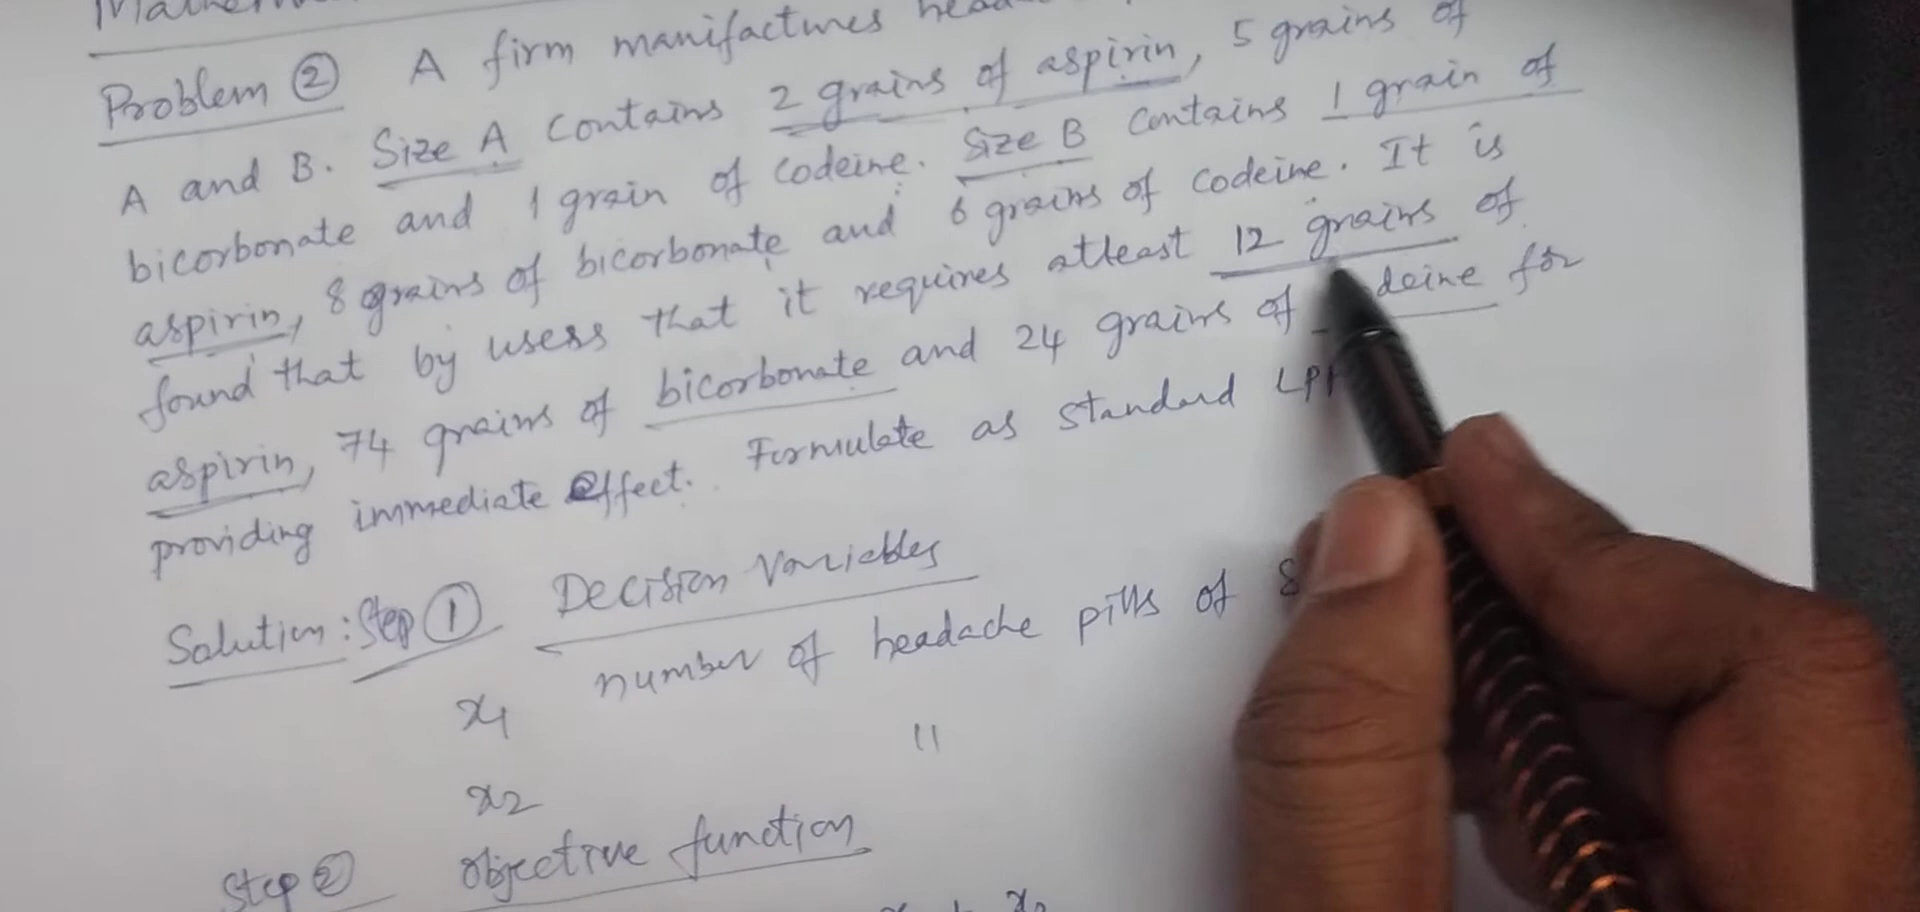 Problem ② A firm manifactures
A and B. Size A contains 2 grains of aspirin, 5 grains of
bicorbonate and 1 grain of codeine. Size B contains 1 grain of
aspirin, 8 grains of bicorbonate and 6 grains of codeine. It is
found that by usess that it requires atleast 12 grains of
aspirin, 74 grains of bicorbonate and 24 grains of deine for
providing immediate effect. Formulate as standard LPP
Solution: Step ① Decision Variables
x1 number of headache pills of
x2 "
Step ② Objective function
x2